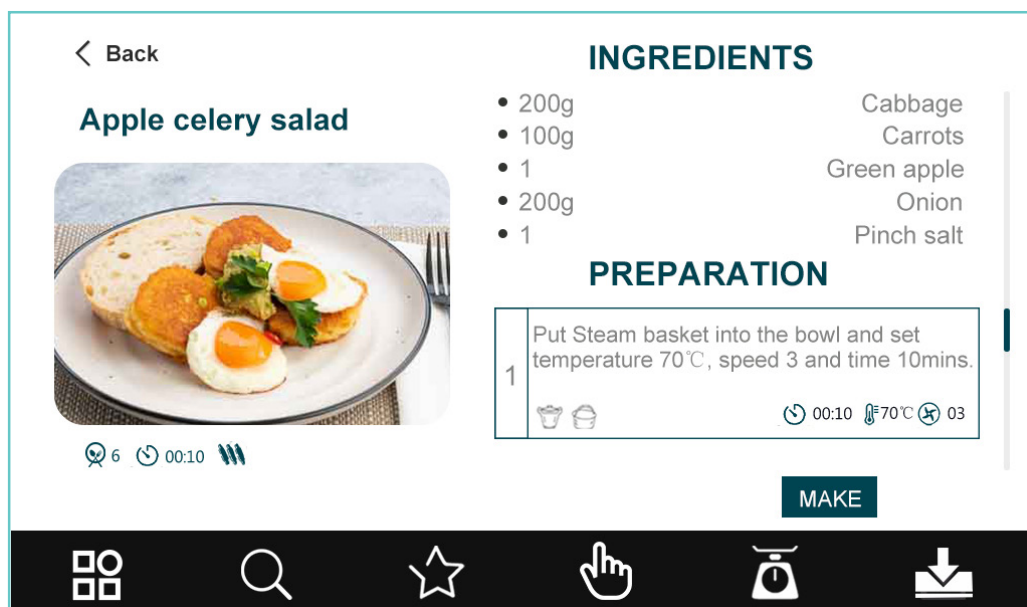 Back
Apple celery salad
6 00:10
INGREDIENTS
200g Cabbage
100g Carrots
1 Green apple
200g Onion
1 Pinch salt
PREPARATION
1
Put Steam basket into the bowl and set
temperature 70℃, speed 3 and time 10mins.
00:10 70℃ 03
MAKE